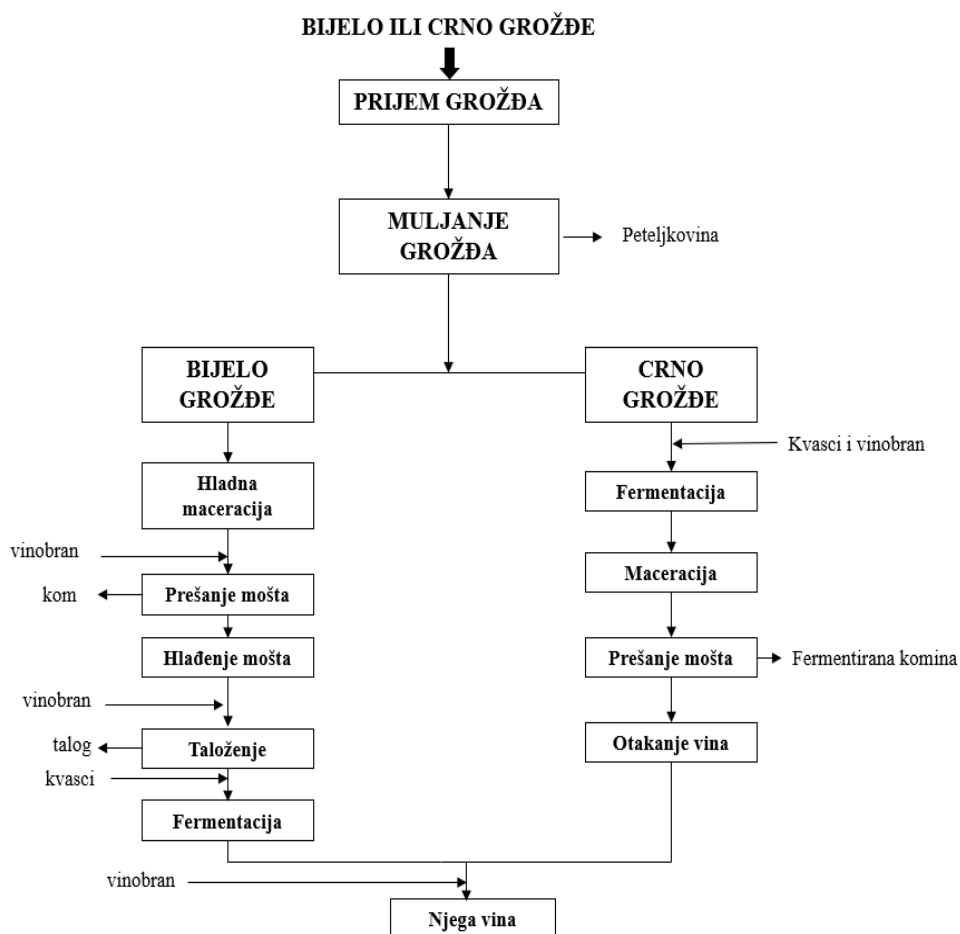 BIJELO ILI CRNO GROŽĐE
PRIJEM GROŽĐA
MULJANJE
GROŽĐA
Peteljkovina
BIJELO
GROŽĐE
CRNO
GROŽĐE
Kvasci i vinobran
Hladna
maceracija
Fermentacija
vinobran
Maceracija
kom
Prešanje mošta
Hlađenje mošta
Prešanje mošta
Fermentirana komina
vinobran
talog
Taloženje
Otakanje vina
kvasci
Fermentacija
vinobran
Njega vina